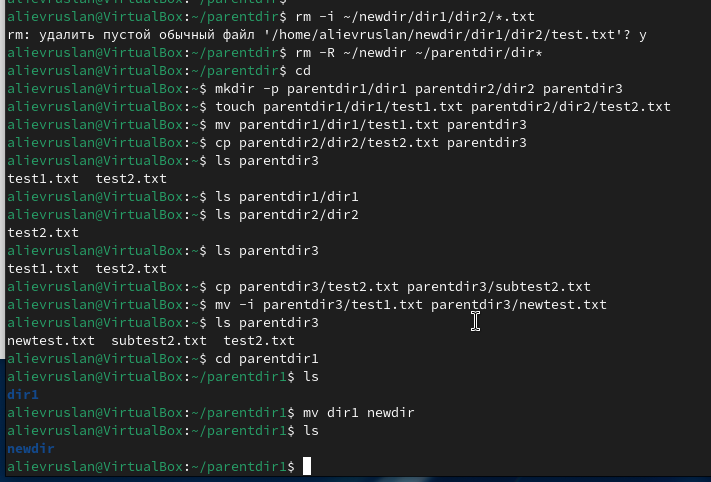 alievruslan@VirtualBox:~/parentdir$ rm -i ~/newdir/dir1/dir2/*.txt
rm: удалить пустой обычный файл '/home/alievruslan/newdir/dir1/dir2/test.txt'? y
alievruslan@VirtualBox:~/parentdir$ rm -R ~/newdir ~/parentdir/dir*
alievruslan@VirtualBox:~/parentdir$ cd
alievruslan@VirtualBox:~$ mkdir -p parentdir1/dir1 parentdir2/dir2 parentdir3
alievruslan@VirtualBox:~$ touch parentdir1/dir1/test1.txt parentdir2/dir2/test2.txt
alievruslan@VirtualBox:~$ mv parentdir1/dir1/test1.txt parentdir3
alievruslan@VirtualBox:~$ cp parentdir2/dir2/test2.txt parentdir3
alievruslan@VirtualBox:~$ ls parentdir3
test1.txt  test2.txt
alievruslan@VirtualBox:~$ ls parentdir1/dir1
alievruslan@VirtualBox:~$ ls parentdir2/dir2
test2.txt
alievruslan@VirtualBox:~$ ls parentdir3
test1.txt  test2.txt
alievruslan@VirtualBox:~$ cp parentdir3/test2.txt parentdir3/subtest2.txt
alievruslan@VirtualBox:~$ mv -i parentdir3/test1.txt parentdir3/newtest.txt
alievruslan@VirtualBox:~$ ls parentdir3
newtest.txt  subtest2.txt  test2.txt
alievruslan@VirtualBox:~$ cd parentdir1
alievruslan@VirtualBox:~/parentdir1$ ls
dir1
alievruslan@VirtualBox:~/parentdir1$ mv dir1 newdir
alievruslan@VirtualBox:~/parentdir1$ ls
newdir
alievruslan@VirtualBox:~/parentdir1$